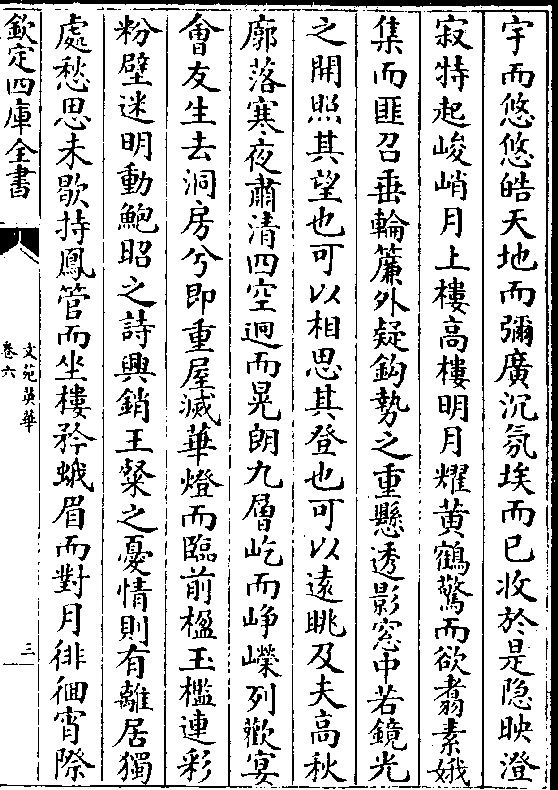 宇而悠悠皓天地而彌廣沉氛埃而已收於是隐映澄
寂特起峻峭月上樓高樓明月耀黄鶴驚而欲翥素娥
集而匪召垂輪簾外疑鈎勢之重懸透影窓中若鏡光
之開照其望也可以相思其登也可以遠眺及夫高秋
廓落寒夜肅清四空迥而晃朗九層屹而崢嶸列歡宴
會友生去洞房兮即重屋滅華燈而臨前楹玉檻連彩
粉壁迷明動鮑昭之詩興銷王粲之憂情則有離居獨
處愁思未歇持鳳管而坐樓矜蛾眉而對月徘徊宵際
欽定四庫全書
文苑英華
卷六
三